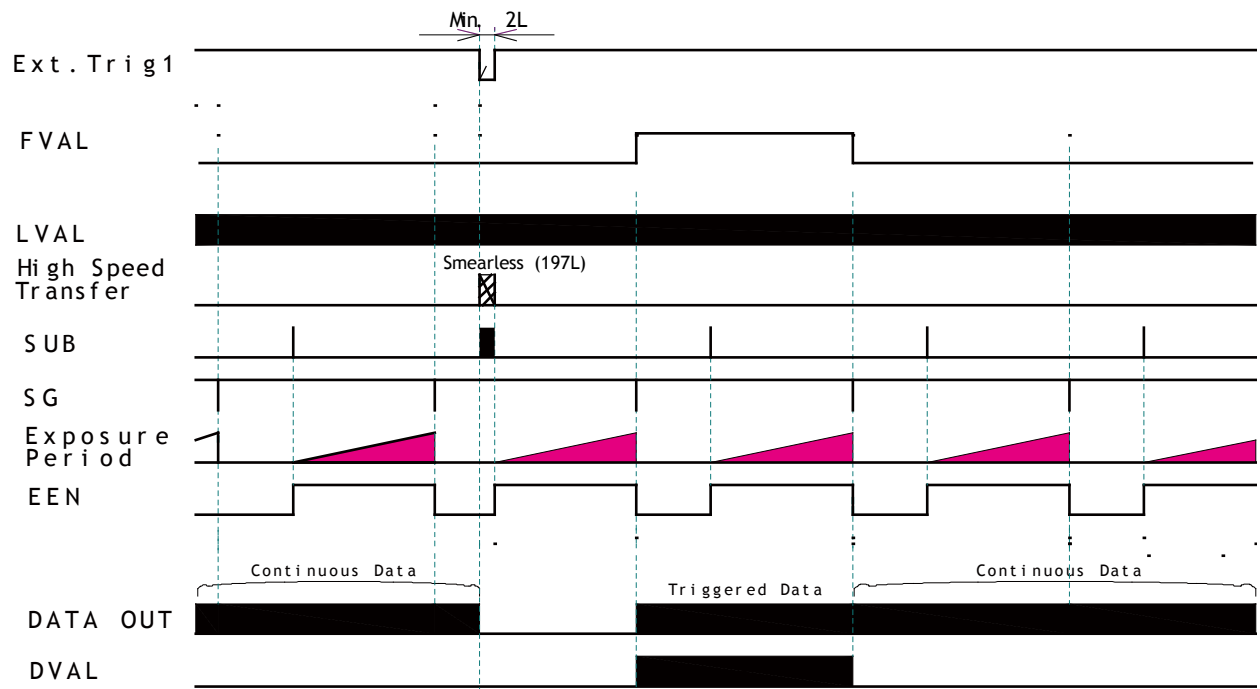 Min. 2L
Ext.Trig1
FVAL
LVAL
High Speed
Transfer
Smearless (197L)
SUB
SG
Exposure
Period
EEN
Continuous Data
Triggered Data
Continuous Data
DATA OUT
DVAL